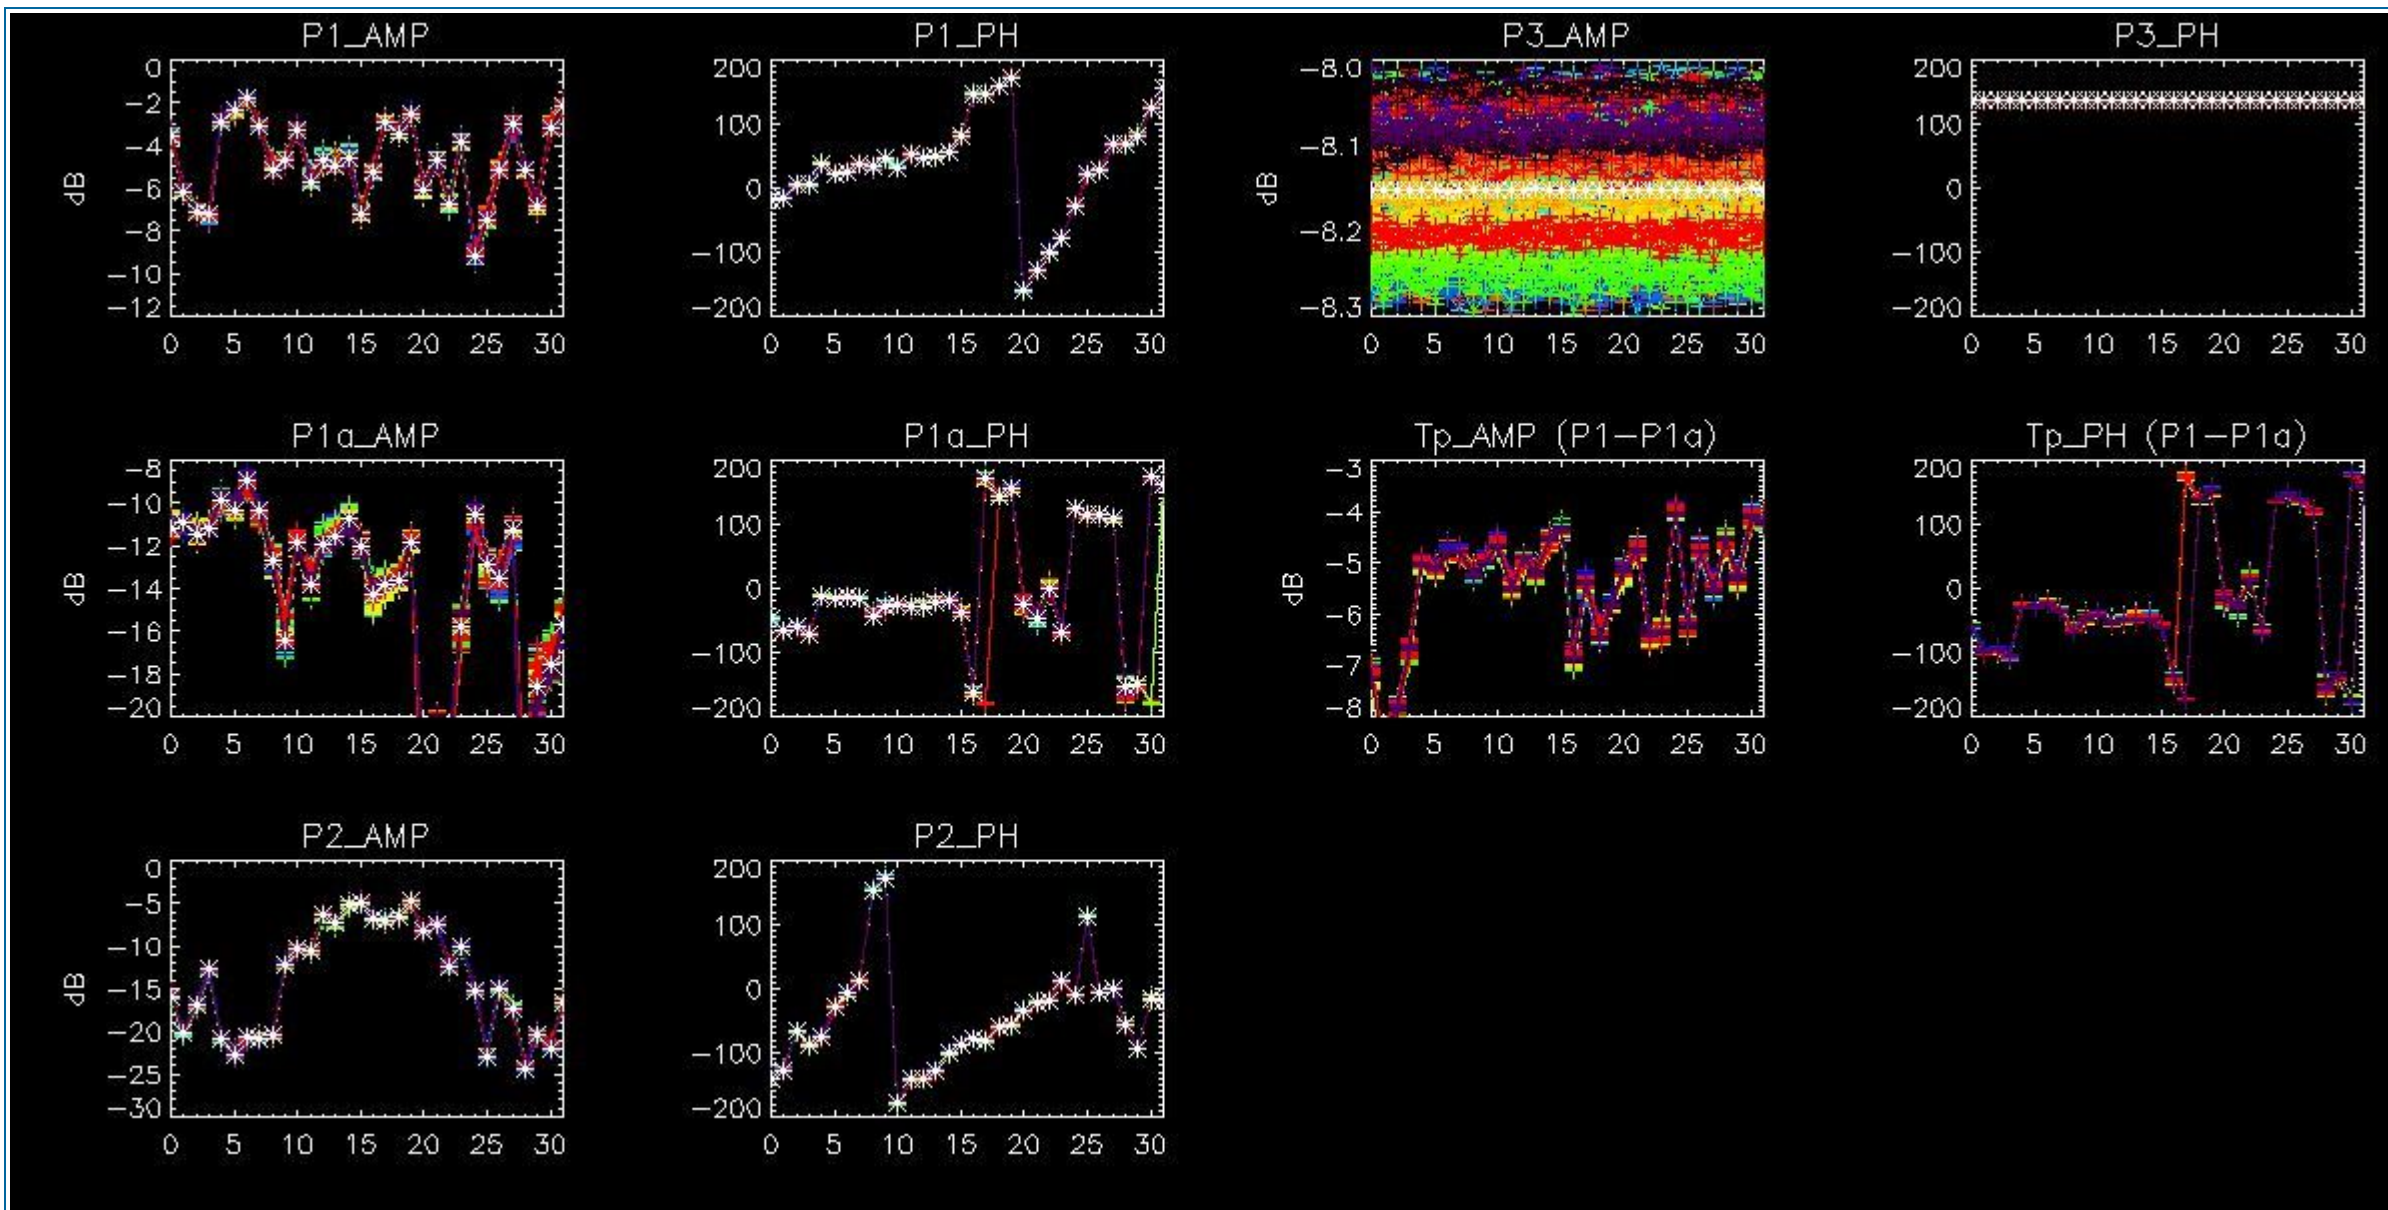 P1_AMP P1_PH P3_AMP P3_PH
0 200 −8.0 200
−2
−4 100 −8.1 100
dB −6 0 dB 0
−8 −8.2
−10 −100 −100
−12 −200 −8.3 −200
0 5 10 15 20 25 30 0 5 10 15 20 25 30 0 5 10 15 20 25 30 0 5 10 15 20 25 30
P1a_AMP P1a_PH Tp_AMP (P1−P1a) Tp_PH (P1−P1a)
−8 200 −3 200
−10 100 −4 100
−12 −5
dB −14 0 dB 0
−16 −6
−18 −100 −7 −100
−20 −200 −8 −200
0 5 10 15 20 25 30 0 5 10 15 20 25 30 0 5 10 15 20 25 30 0 5 10 15 20 25 30
P2_AMP P2_PH
0 200
−5 100
−10
dB −15 0
−20
−25 −100
−30 −200
0 5 10 15 20 25 30 0 5 10 15 20 25 30